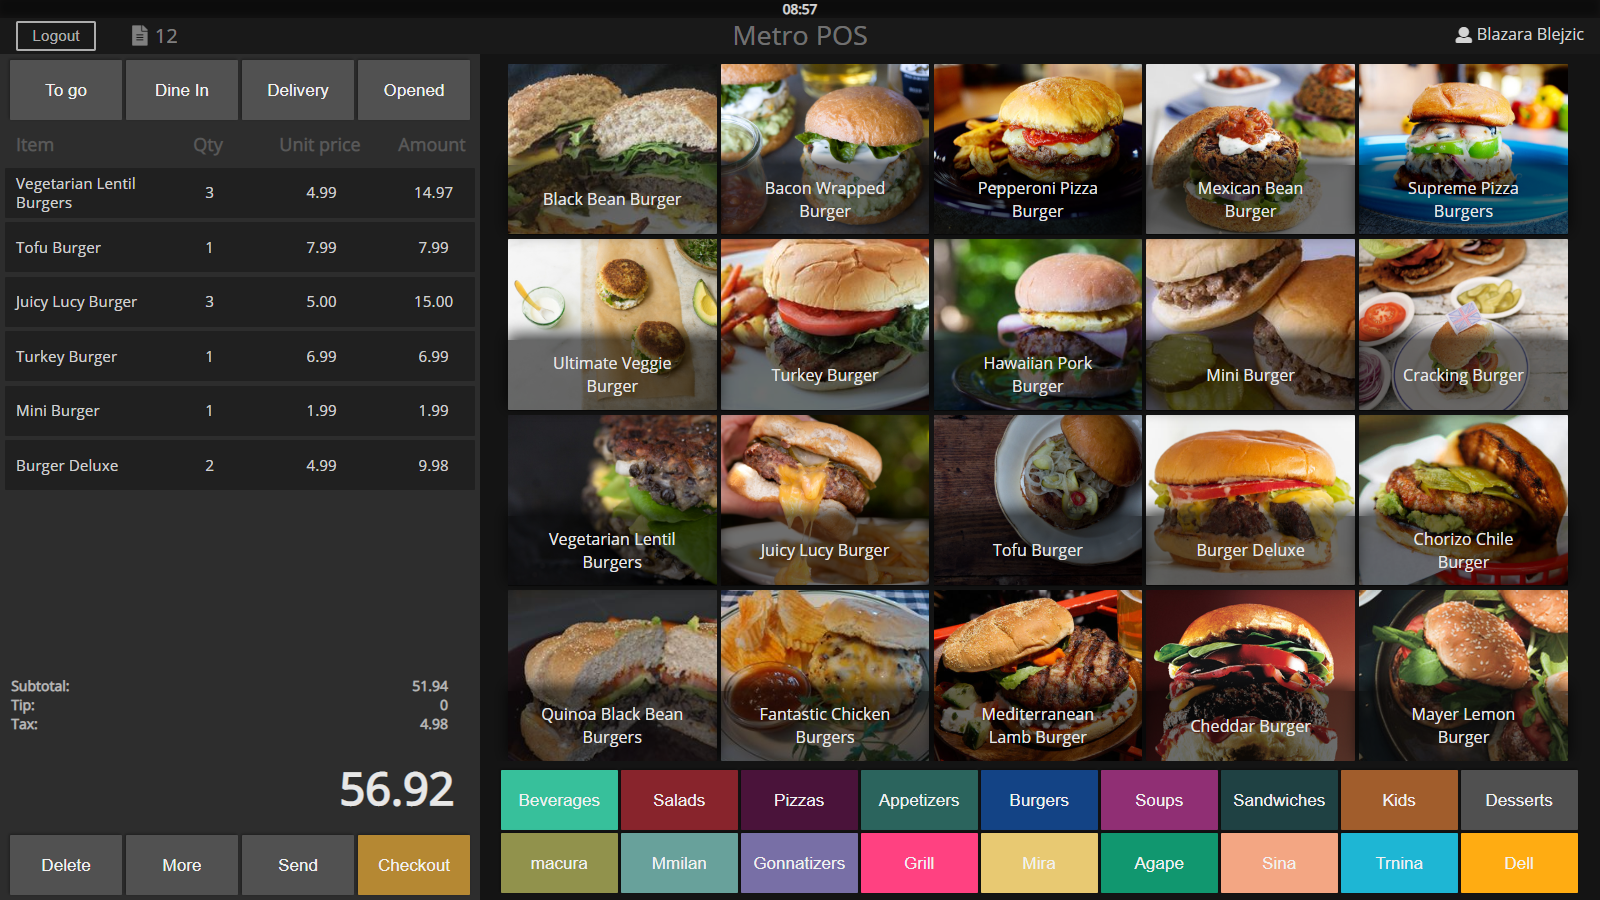 08:57
Logout
12
Metro POS
Blazara Blejzic
To go
Dine In
Delivery
Opened
Item Qty Unit price Amount
Vegetarian Lentil
Burgers
3 4.99 14.97
Tofu Burger 1 7.99 7.99
Juicy Lucy Burger 3 5.00 15.00
Turkey Burger 1 6.99 6.99
Mini Burger 1 1.99 1.99
Burger Deluxe 2 4.99 9.98
Subtotal: 51.94
Tip: 0
Tax: 4.98
56.92
Delete
More
Send
Checkout
Black Bean Burger
Bacon Wrapped
Burger
Pepperoni Pizza
Burger
Mexican Bean
Burger
Supreme Pizza
Burgers
Ultimate Veggie
Burger
Turkey Burger
Hawaiian Pork
Burger
Mini Burger
Cracking Burger
Vegetarian Lentil
Burgers
Juicy Lucy Burger
Tofu Burger
Burger Deluxe
Chorizo Chile
Burger
Quinoa Black Bean
Burgers
Fantastic Chicken
Burgers
Mediterranean
Lamb Burger
Cheddar Burger
Mayer Lemon
Burger
Beverages
Salads
Pizzas
Appetizers
Burgers
Soups
Sandwiches
Kids
Desserts
macura
Mmilan
Gonnatizers
Grill
Mira
Agape
Sina
Trnina
Dell